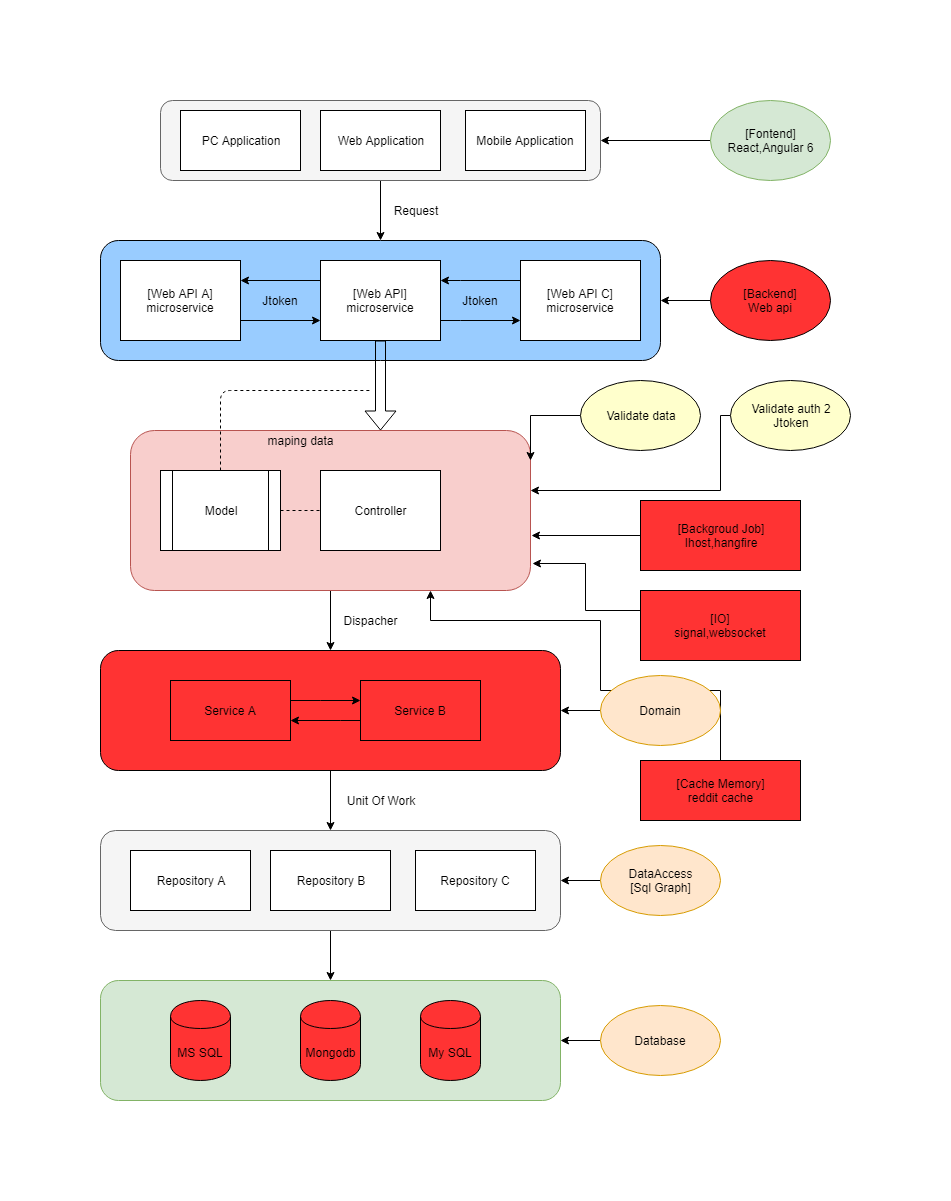 PC Application
Web Application
Mobile Application
[Fontend]
React,Angular 6
Request
[Web API A]
microservice
Jtoken
[Web API]
microservice
Jtoken
[Web API C]
microservice
[Backend]
Web api
Validate data
Validate auth 2
Jtoken
maping data
Model
Controller
[Backgroud Job]
Ihost,hangfire
[IO]
signal,websocket
Dispacher
Service A
Service B
Domain
[Cache Memory]
reddit cache
Unit Of Work
Repository A
Repository B
Repository C
DataAccess
[Sql Graph]
MS SQL
Mongodb
My SQL
Database